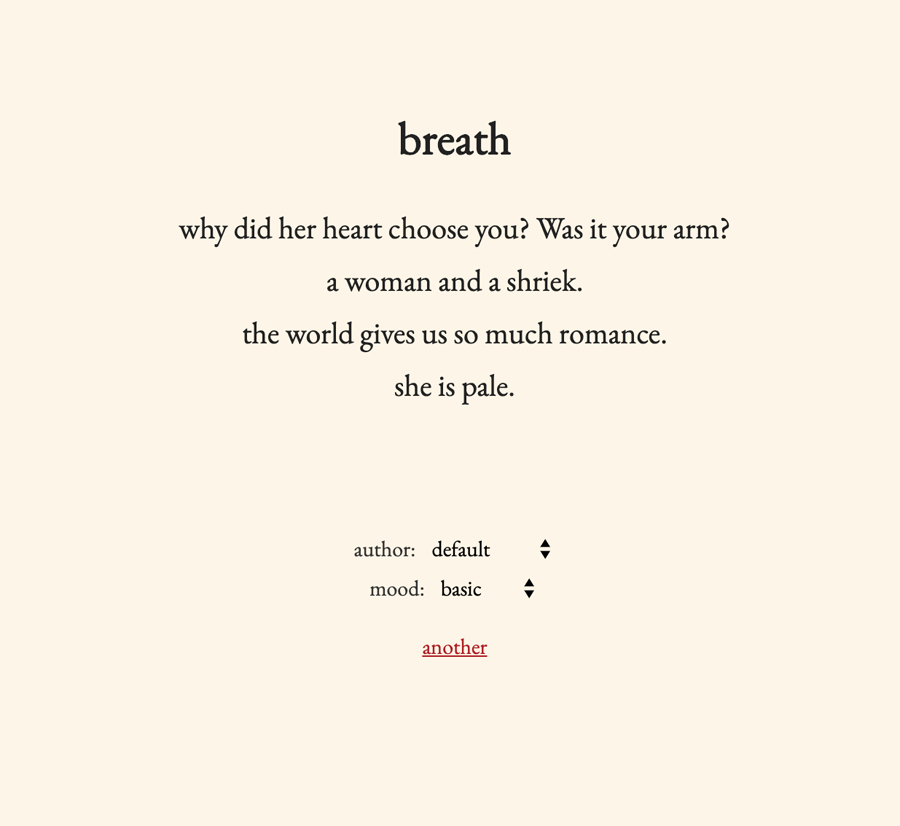 breath
why did her heart choose you? Was it your arm?
a woman and a shriek.
the world gives us so much romance.
she is pale.
author: default
mood: basic
another